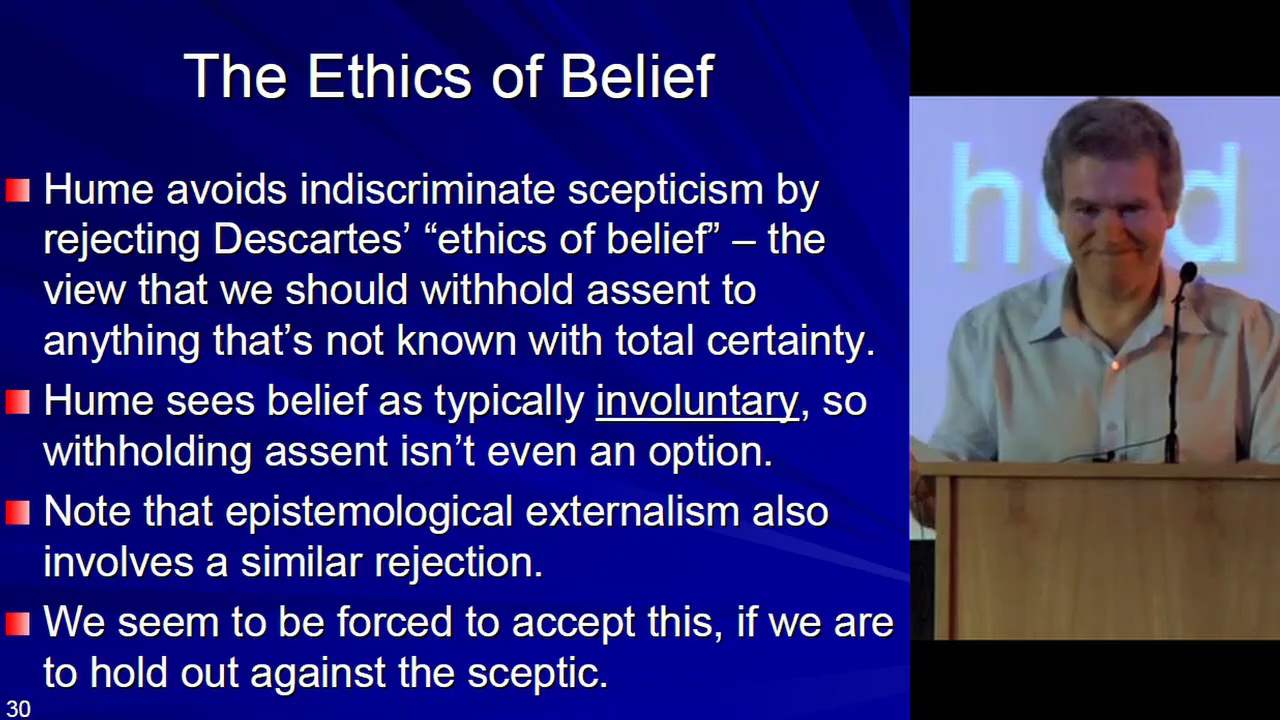 The Ethics of Belief
Hume avoids indiscriminate scepticism by
rejecting Descartes’ “ethics of belief” – the
view that we should withhold assent to
anything that’s not known with total certainty.
Hume sees belief as typically involuntary, so
withholding assent isn’t even an option.
Note that epistemological externalism also
involves a similar rejection.
We seem to be forced to accept this, if we are
to hold out against the sceptic.
30